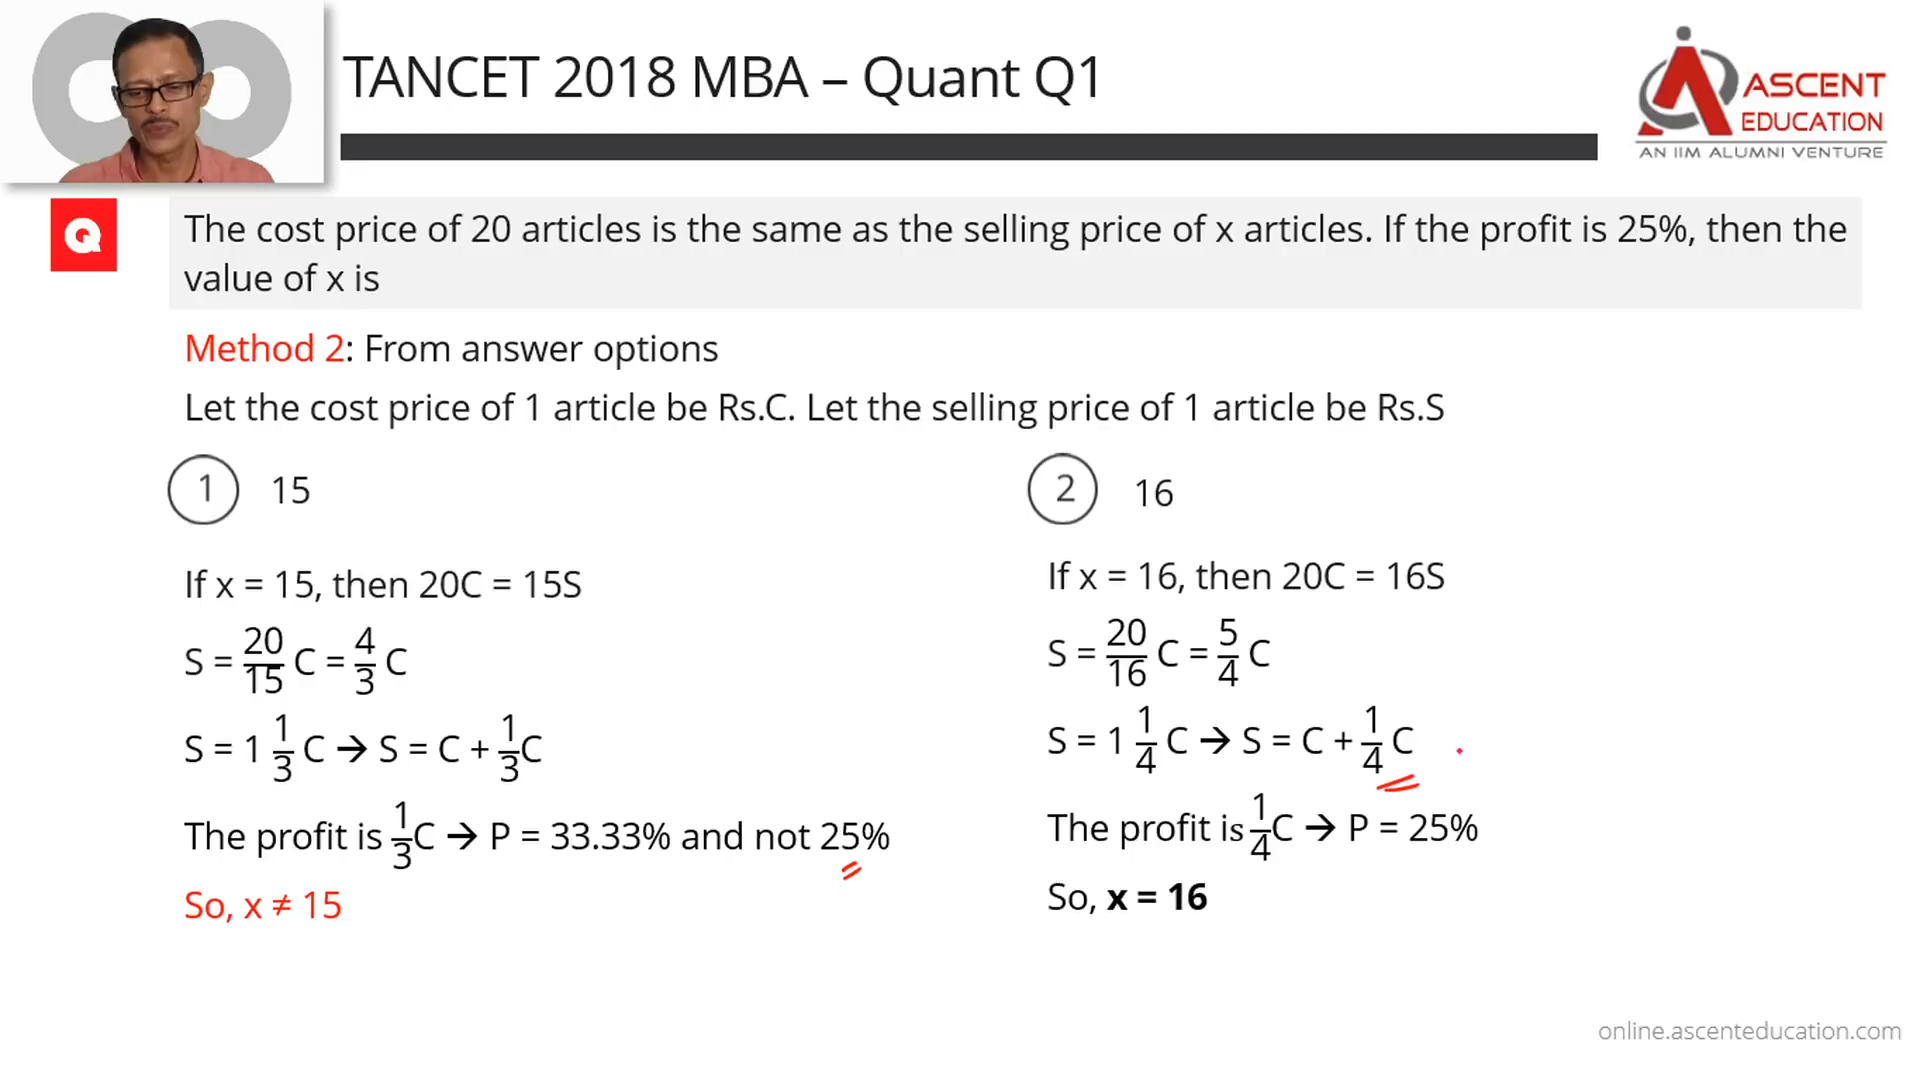 TANCET 2018 MBA – Quant Q1
ASCENT
EDUCATION
AN IIM ALUMNI VENTURE
Q
The cost price of 20 articles is the same as the selling price of x articles. If the profit is 25%, then the
value of x is
Method 2: From answer options
Let the cost price of 1 article be Rs.C. Let the selling price of 1 article be Rs.S
1 15
If x = 15, then 20C = 15S
S = 20/15 C = 4/3 C
S = 1 1/3 C → S = C + 1/3 C
The profit is 1/3 C → P = 33.33% and not 25%
So, x ≠ 15
2 16
If x = 16, then 20C = 16S
S = 20/16 C = 5/4 C
S = 1 1/4 C → S = C + 1/4 C
The profit is 1/4 C → P = 25%
So, x = 16
online.ascenteducation.com